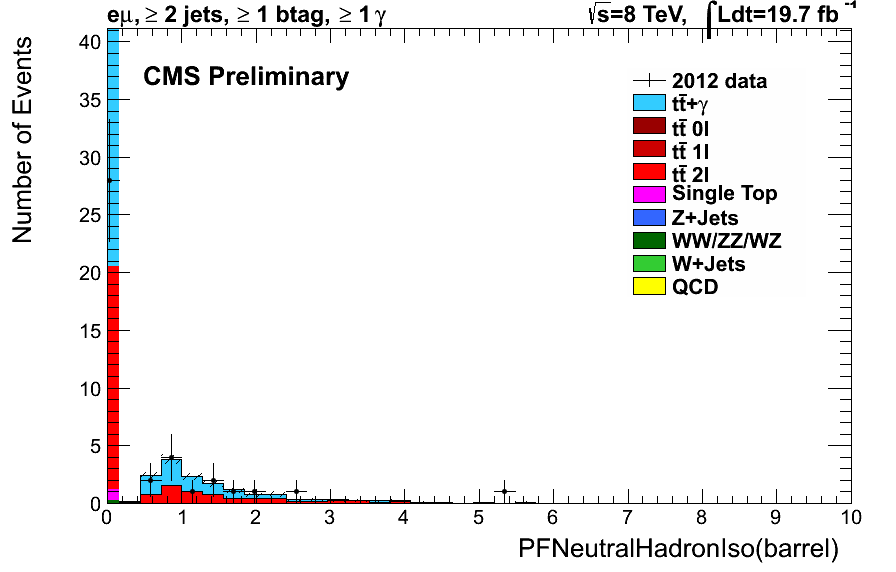 eμ, ≥ 2 jets, ≥ 1 btag, ≥ 1 γ √s=8 TeV, ∫Ldt=19.7 fb⁻¹
CMS Preliminary
2012 data
tt̄+γ
tt̄ 0l
tt̄ 1l
tt̄ 2l
Single Top
Z+Jets
WW/ZZ/WZ
W+Jets
QCD
Number of Events
40
35
30
25
20
15
10
5
0
0 1 2 3 4 5 6 7 8 9 10
PFNeutralHadronIso(barrel)